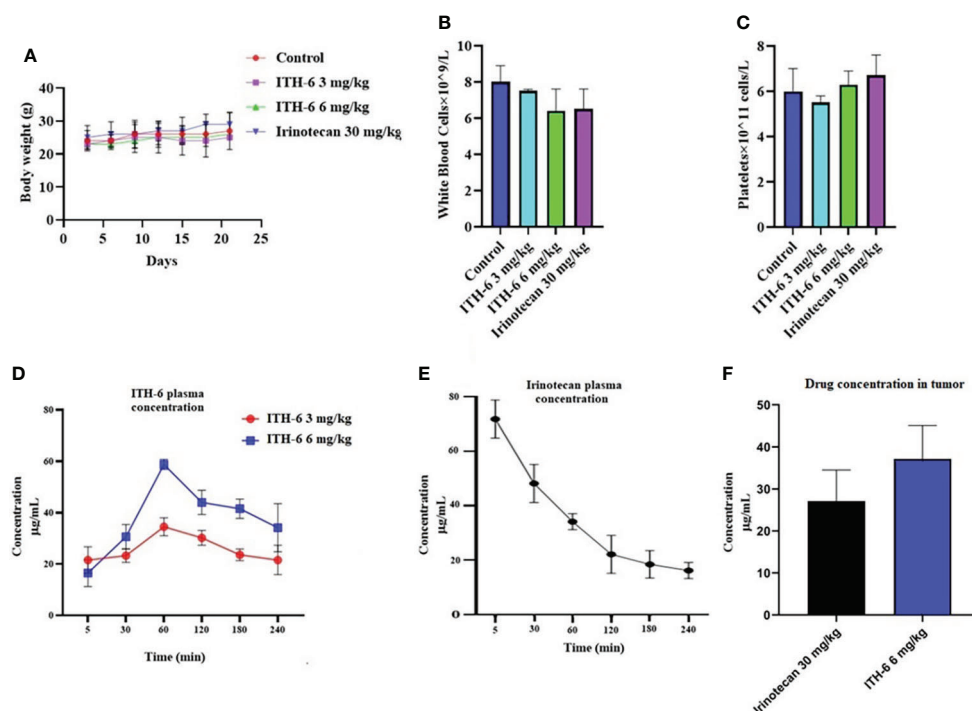 A
Control
ITH-6 3 mg/kg
ITH-6 6 mg/kg
Irinotecan 30 mg/kg
Body weight (g)
40
30
20
10
0
0 5 10 15 20 25
Days
B
White Blood Cells×10^9/L
10
8
6
4
2
0
Control
ITH-6 3 mg/kg
ITH-6 6 mg/kg
Irinotecan 30 mg/kg
C
Platelets×10^11 cells/L
8
6
4
2
0
Control
ITH-6 3 mg/kg
ITH-6 6 mg/kg
Irinotecan 30 mg/kg
D
ITH-6 plasma
concentration
ITH-6 3 mg/kg
ITH-6 6 mg/kg
Concentration
µg/mL
80
60
40
20
0
5 30 60 120 180 240
Time (min)
E
Irinotecan plasma
concentration
Concentration
µg/mL
80
60
40
20
0
5 30 60 120 180 240
Time (min)
F
Drug concentration in tumor
Concentration
µg/mL
50
40
30
20
10
0
Irinotecan 30 mg/kg
ITH-6 6 mg/kg